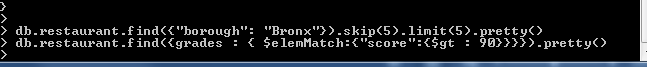 }
>
> db.restaurant.find({"borough": "Bronx"}).skip(5).limit(5).pretty()
> db.restaurant.find({grades : { $elemMatch:{"score":{$gt : 90}}}}).pretty()
>